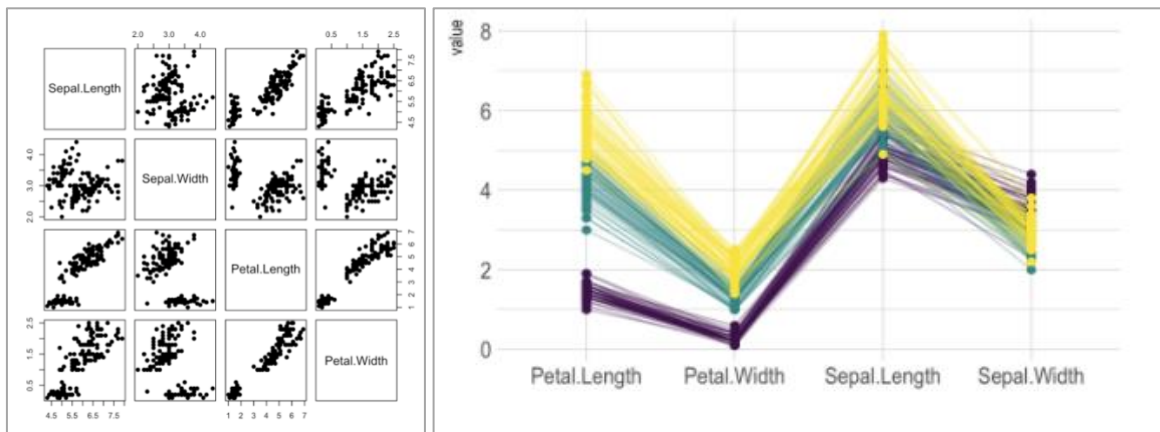 2.0 3.0 4.0
0.5 1.5 2.5
Sepal.Length
4.5 5.5 6.5 7.5
2.0 3.0 4.0
Sepal.Width
Petal.Length
1 2 3 4 5 6 7
0.5 1.5 2.5
Petal.Width
4.5 5.5 6.5 7.5
1 2 3 4 5 6 7
value
8
6
4
2
0
Petal.Length Petal.Width Sepal.Length Sepal.Width